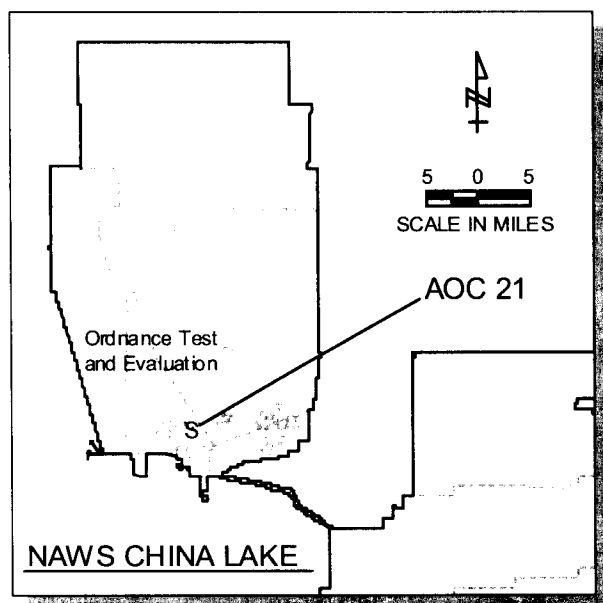 N
5 0 5
SCALE IN MILES
AOC 21
Ordnance Test
and Evaluation
S
NAWS CHINA LAKE